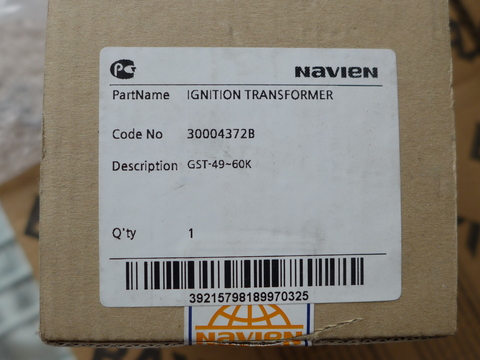 NAVIEN
PartName IGNITION TRANSFORMER
Code No 30004372B
Description GST-49~60K
Q'ty 1
39215798189970325
NAVIEN